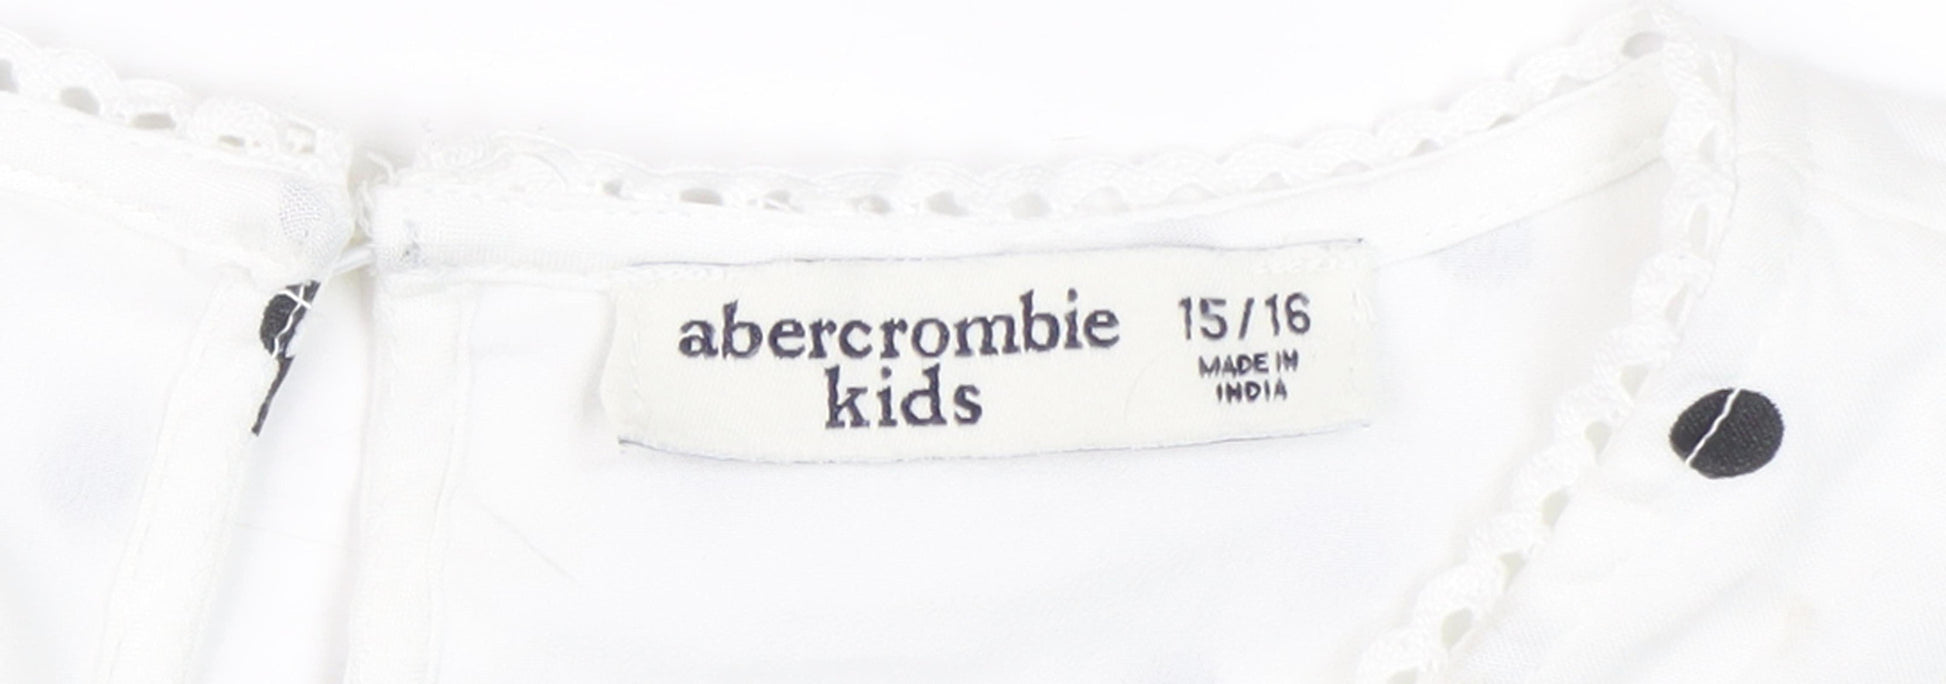 abercrombie
kids
15/16
MADE IN
INDIA